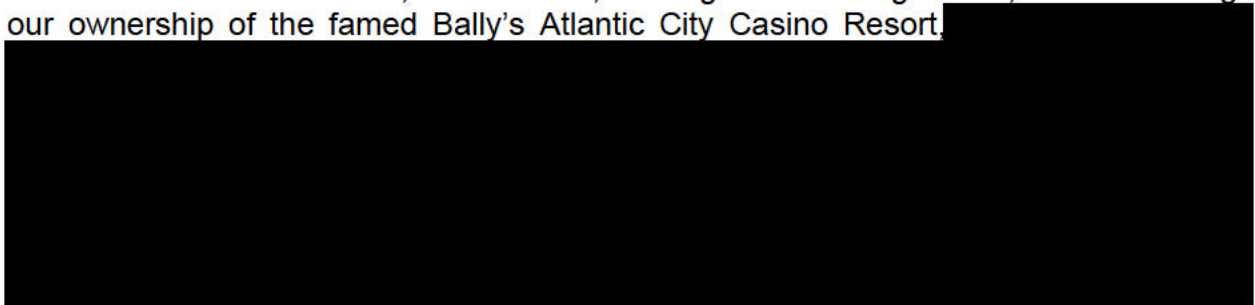 our ownership of the famed Bally’s Atlantic City Casino Resort,